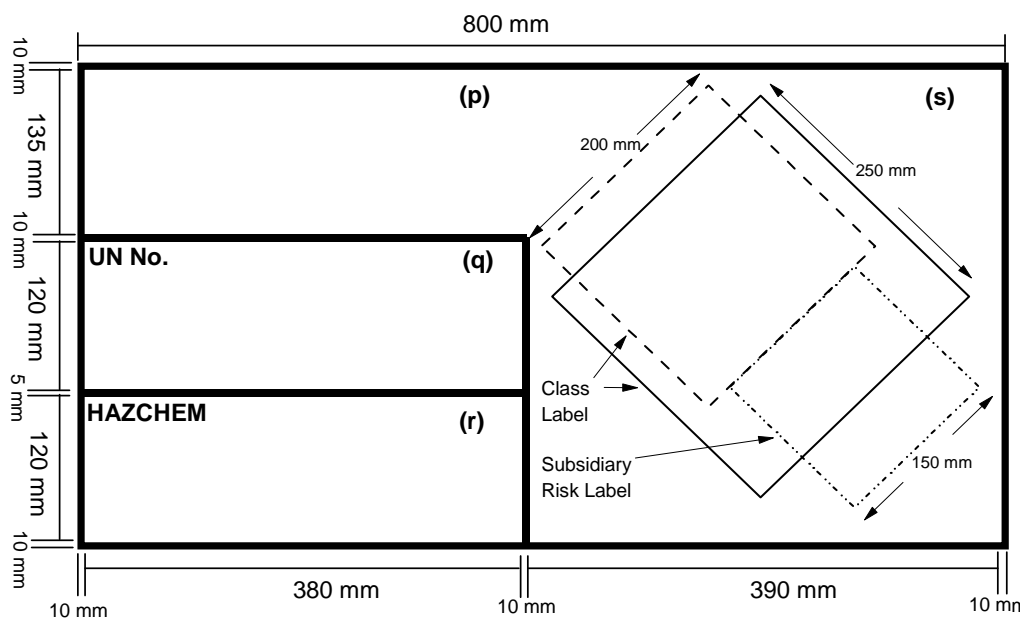 800 mm
10 mm
(p)
(s)
135 mm
200 mm
250 mm
10 mm
UN No.
(q)
120 mm
5 mm
HAZCHEM
(r)
Class
Label
120 mm
Subsidiary
Risk Label
150 mm
10 mm
380 mm
390 mm
10 mm
10 mm
10 mm